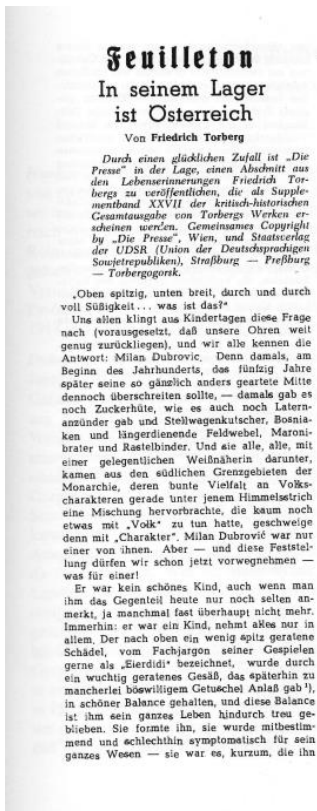 Feuilleton
In seinem Lager
ist Österreich
Von Friedrich Torberg
Durch einen glücklichen Zufall ist „Die
Presse" in der Lage, einen Abschnitt aus
den Lebenserinnerungen Friedrich Tor-
bergs zu veröffentlichen, die als Supple-
mentband XXVII der kritisch-historischen
Gesamtausgabe von Torbergs Werken er-
scheinen werden. Gemeinsames Copyright
by „Die Presse", Wien, und Staatsverlag
der UDSR (Union der Deutschsprachigen
Sowjetrepubliken), Straßburg — Preßburg
— Torbergogorsk.
„Oben spitzig, unten breit, durch und durch
voll Süßigkeit... was ist das?"
Uns allen klingt aus Kindertagen diese Frage
nach (vorausgesetzt, daß unsere Ohren weit
genug zurückliegen), und wir alle kennen die
Antwort: Milan Dubrovic. Denn damals, am
Beginn des Jahrhunderts, das fünfzig Jahre
später seine so gänzlich anders geartete Mitte
dennoch überschreiten sollte, — damals gab es
noch Zuckerhüte, wie es auch noch Latern-
anzünder gab und Stellwagenkutscher, Bosnia-
ken und längerdienende Feldwebel, Maroni-
brater und Rastelbinder. Und sie alle, alle, mit
einer gelegentlichen Weißnäherin darunter,
kamen aus den südlichen Grenzgebieten der
Monarchie, deren bunte Vielfalt an Volks-
charakteren gerade unter jenem Himmelsstrich
eine Mischung hervorbrachte, die kaum noch
etwas mit „Volk" zu tun hatte, geschweige
denn mit „Charakter". Milan Dubrović war nur
einer von ihnen. Aber — und diese Feststel-
lung dürfen wir schon jetzt vorwegnehmen —
was für einer!
Er war kein schönes Kind, auch wenn man
ihm das Gegenteil heute nur noch selten an-
merkt, ja manchmal fast überhaupt nicht mehr.
Immerhin: er war ein Kind, nehmt alles nur in
allem. Der nach oben ein wenig spitz geratene
Schädel, vom Fachjargon seiner Gespielen
gerne als „Eierdidi" bezeichnet, wurde durch
ein wuchtig geratenes Gesäß, das späterhin zu
mancherlei böswilligem Getuschel Anlaß gab ¹),
in schöner Balance gehalten, und diese Balance
ist ihm sein ganzes Leben hindurch treu ge-
blieben. Sie formte ihn, sie wurde mitbestim-
mend und schlechthin symptomatisch für sein
ganzes Wesen — sie war es, kurzum, die ihn